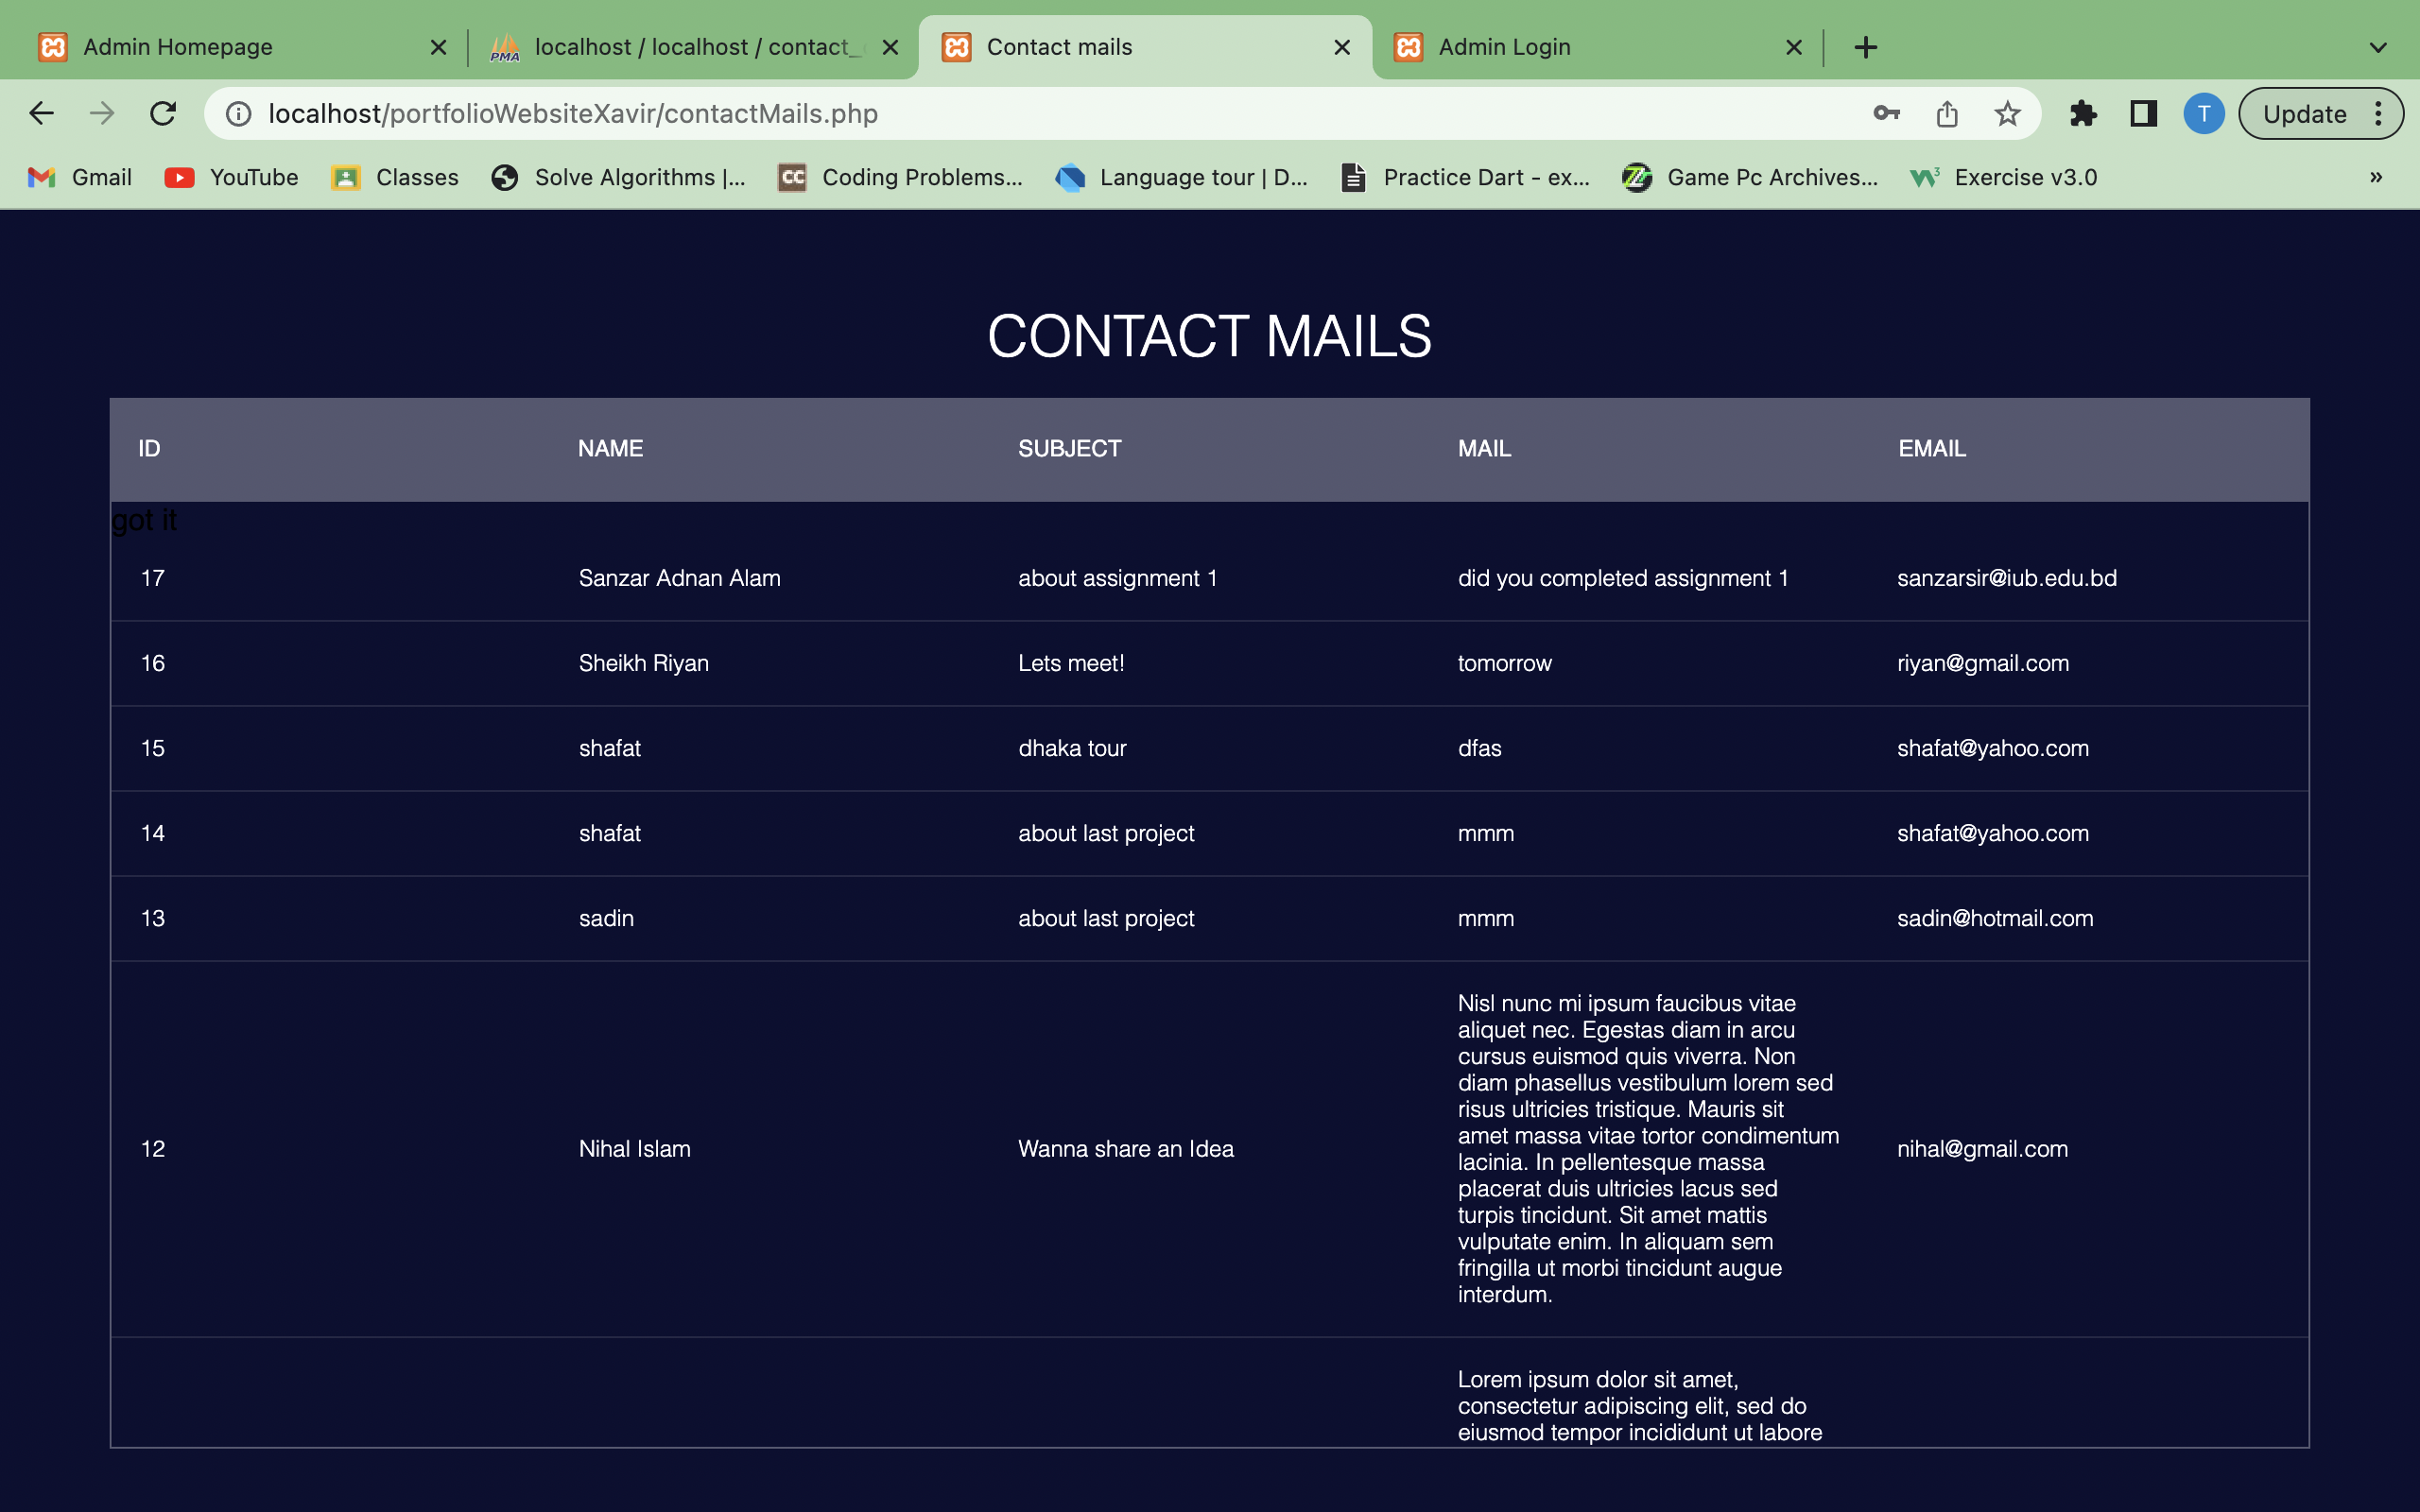 Admin Homepage
localhost / localhost / contact_
Contact mails
Admin Login
localhost/portfolioWebsiteXavir/contactMails.php
T
Update
Gmail
YouTube
Classes
Solve Algorithms |...
CC
Coding Problems...
Language tour | D...
Practice Dart - ex...
Game Pc Archives...
Exercise v3.0
PMA
CONTACT MAILS
ID NAME SUBJECT MAIL EMAIL
got it
17 Sanzar Adnan Alam about assignment 1 did you completed assignment 1 sanzarsir@iub.edu.bd
16 Sheikh Riyan Lets meet! tomorrow riyan@gmail.com
15 shafat dhaka tour dfas shafat@yahoo.com
14 shafat about last project mmm shafat@yahoo.com
13 sadin about last project mmm sadin@hotmail.com
12 Nihal Islam Wanna share an Idea
Nisl nunc mi ipsum faucibus vitae
aliquet nec. Egestas diam in arcu
cursus euismod quis viverra. Non
diam phasellus vestibulum lorem sed
risus ultricies tristique. Mauris sit
amet massa vitae tortor condimentum
lacinia. In pellentesque massa
placerat duis ultricies lacus sed
turpis tincidunt. Sit amet mattis
vulputate enim. In aliquam sem
fringilla ut morbi tincidunt augue
interdum.
nihal@gmail.com
Lorem ipsum dolor sit amet,
consectetur adipiscing elit, sed do
eiusmod tempor incididunt ut labore